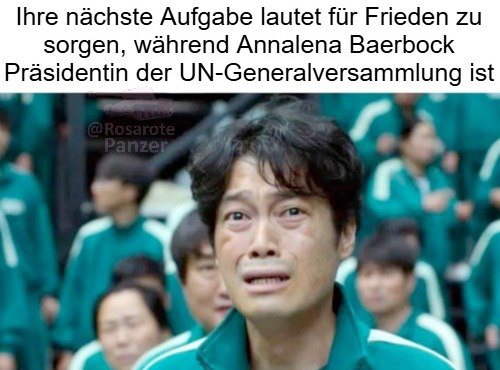 Ihre nächste Aufgabe lautet für Frieden zu
sorgen, während Annalena Baerbock
Präsidentin der UN-Generalversammlung ist
@Rosarote
Panzer